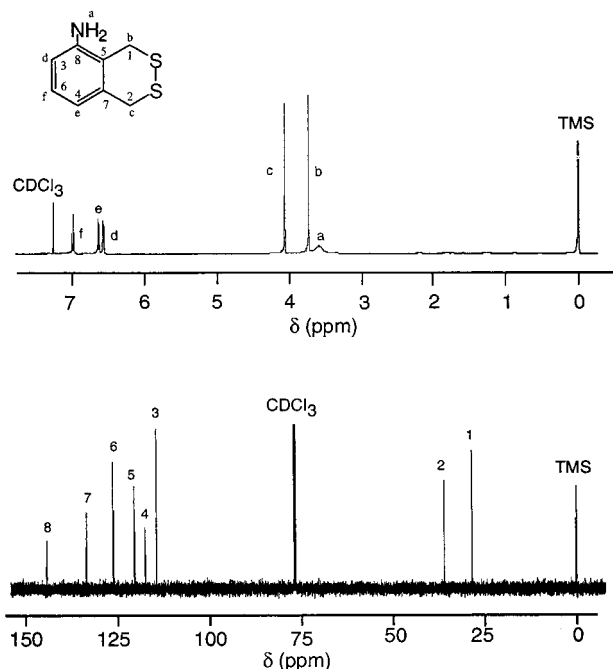 a
NH2
b
d 3 8 5 1
S
f 6 4 7 2 S
e c
TMS
c b
CDCl3
f e d a
7 6 5 4 3 2 1 0
δ (ppm)
CDCl3
3
6 1
5 2 TMS
7 4
8
150 125 100 75 50 25 0
δ (ppm)